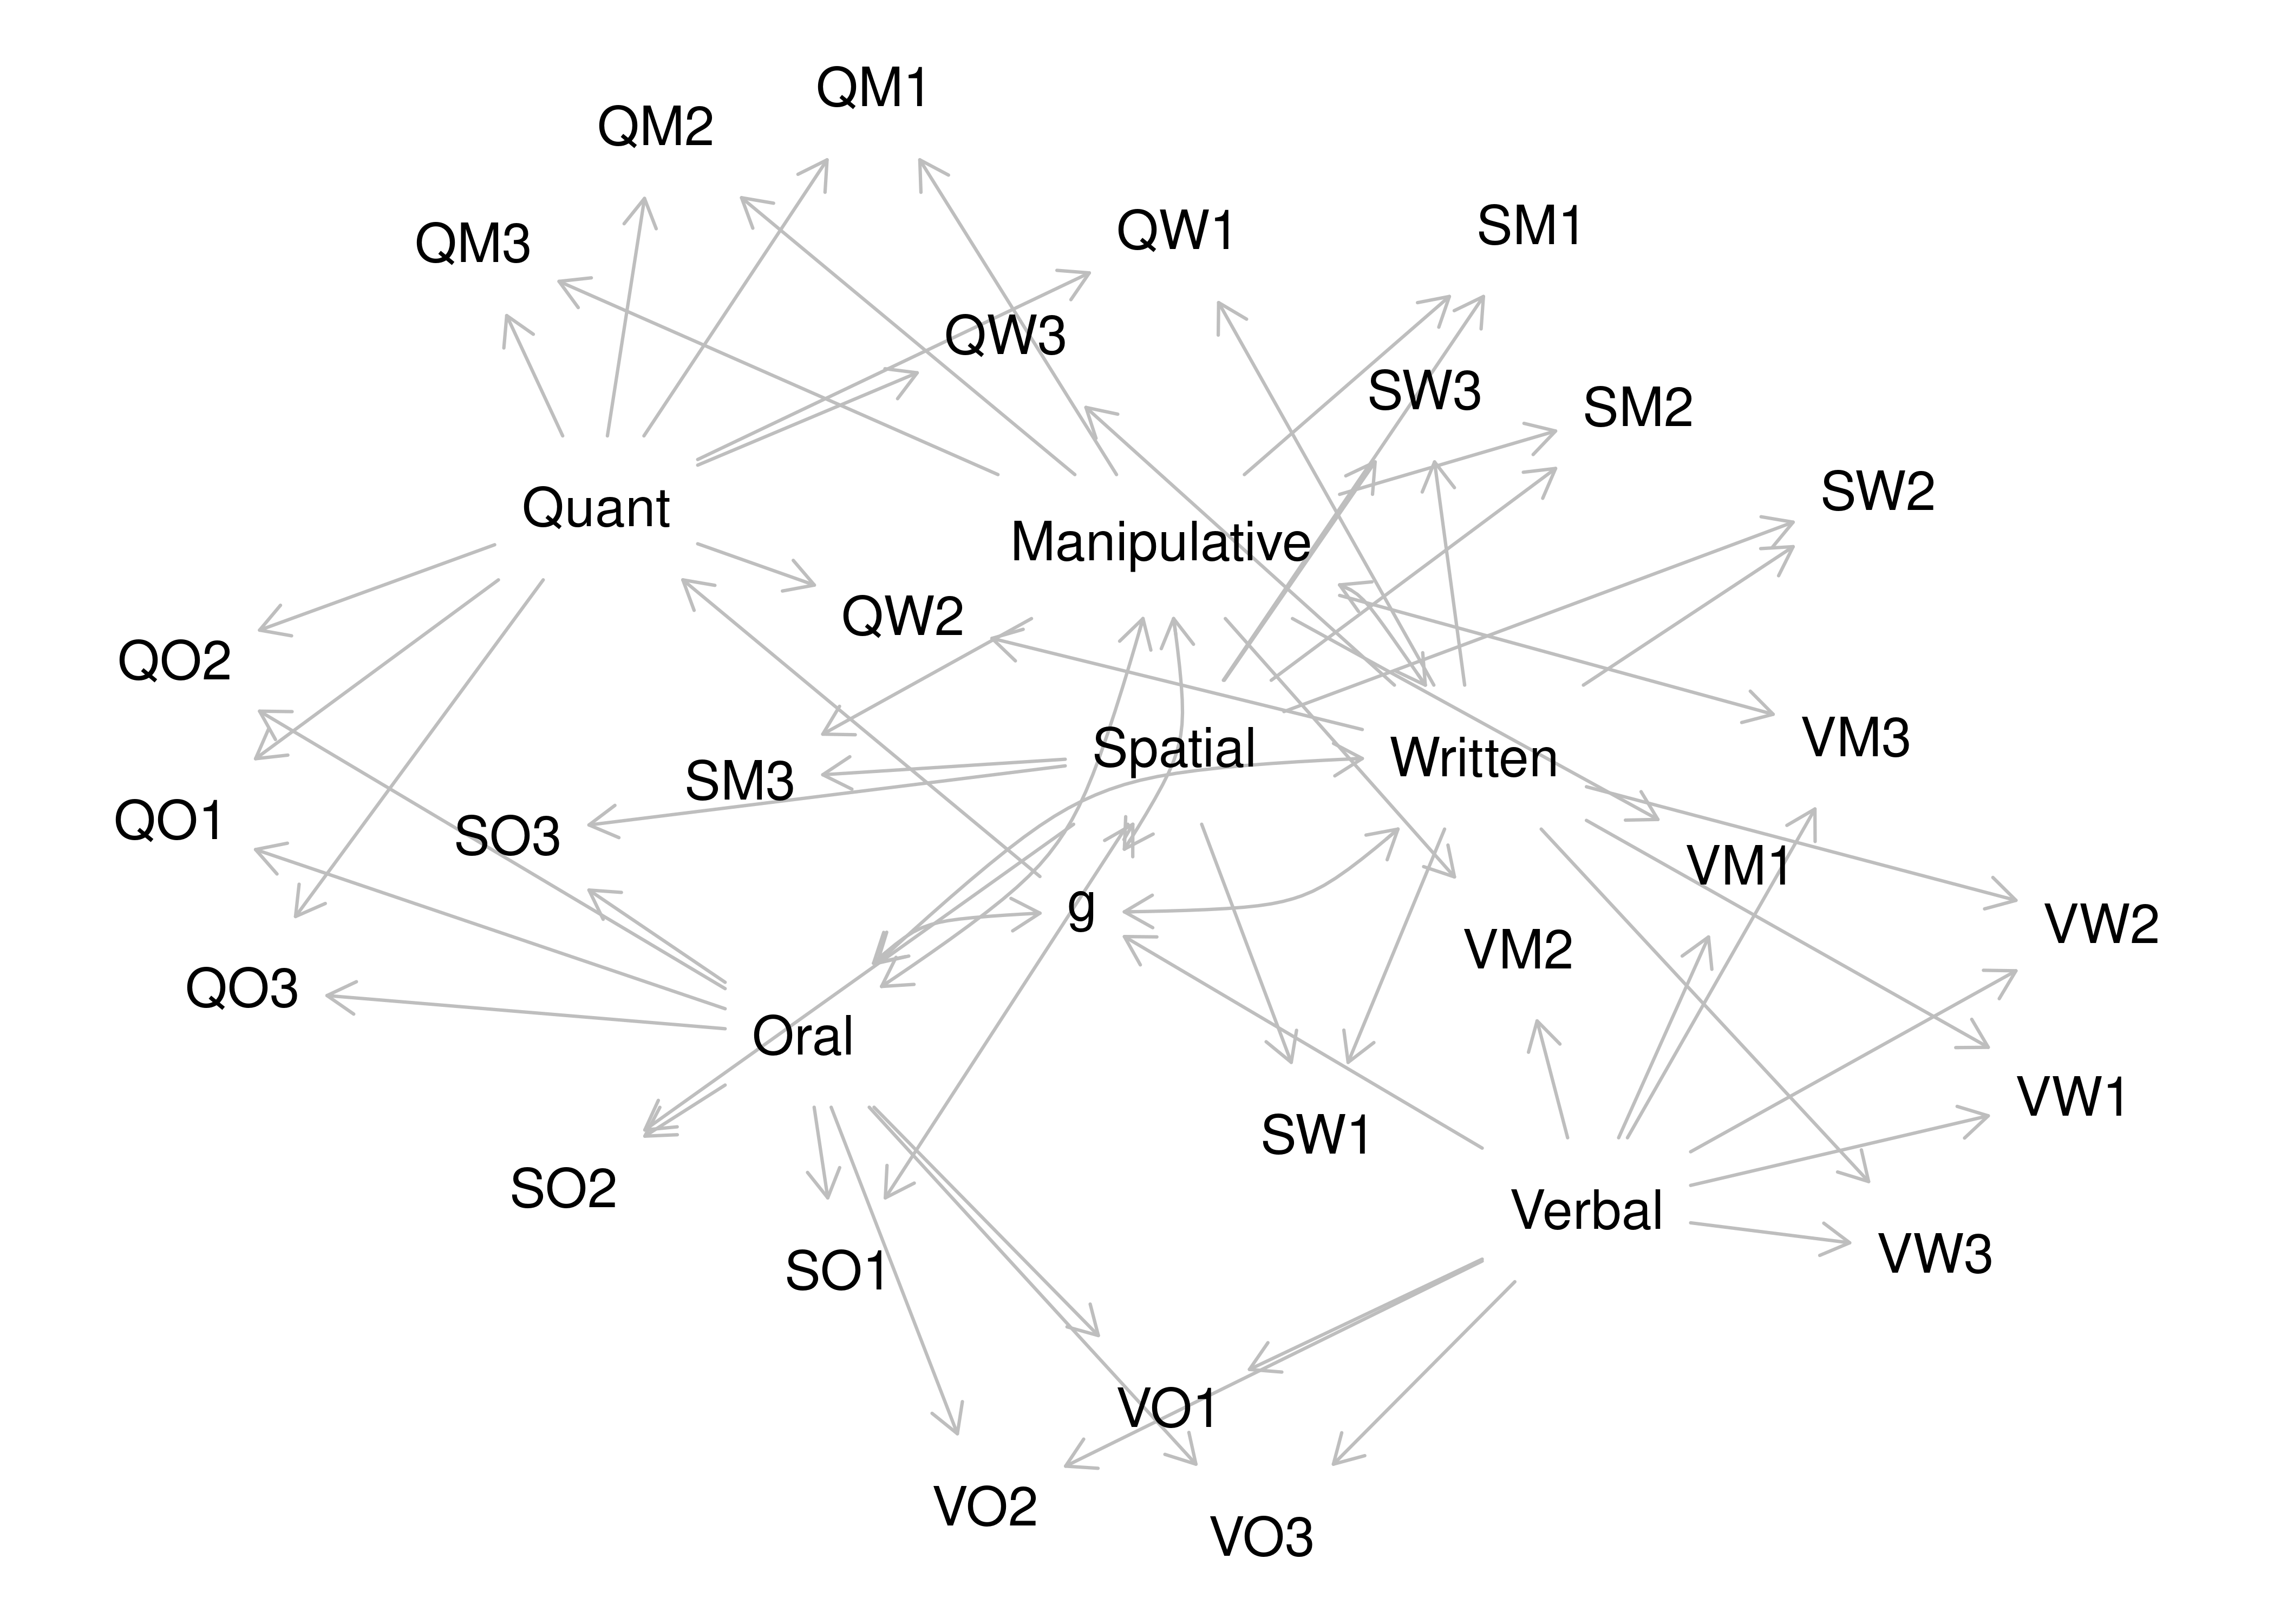 QM1
QM2
QM3
QW1
SM1
QW3
SW3
SM2
SW2
Quant
Manipulative
QW2
QO2
VM3
Spatial
Written
SM3
QO1
SO3
VM1
g
VW2
VM2
QO3
Oral
VW1
SW1
SO2
Verbal
VW3
SO1
VO1
VO2
VO3